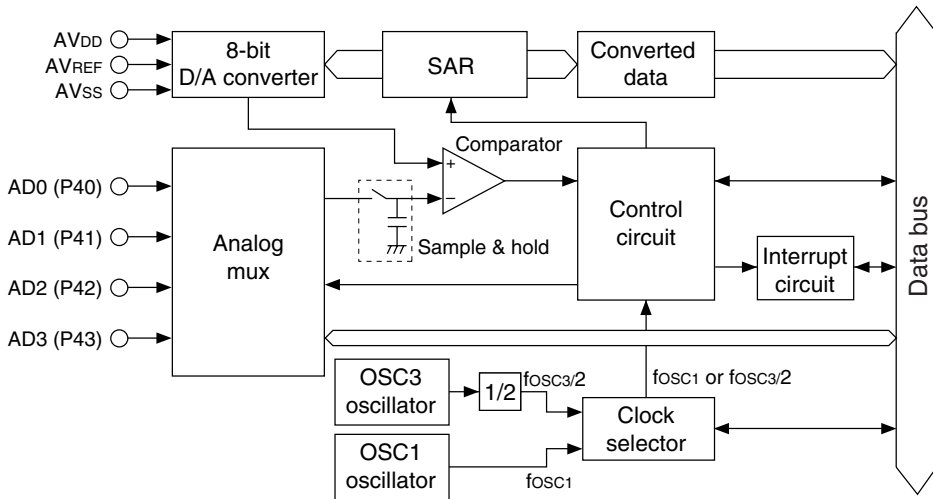 AVDD
AVREF
AVSS
8-bit
D/A converter
SAR
Converted
data
Comparator
+
−
AD0 (P40)
AD1 (P41)
AD2 (P42)
AD3 (P43)
Analog
mux
Sample & hold
Control
circuit
Interrupt
circuit
Data bus
OSC3
oscillator
1/2
fOSC3/2
fOSC1 or fOSC3/2
Clock
selector
OSC1
oscillator
fOSC1